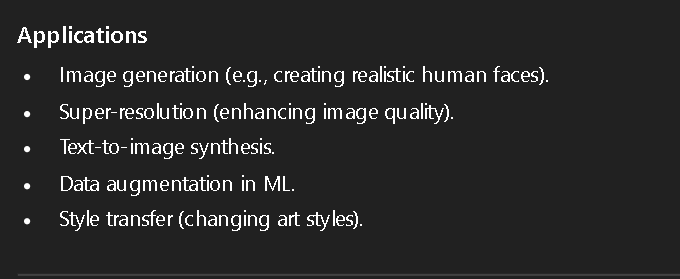 Applications
• Image generation (e.g., creating realistic human faces).
• Super-resolution (enhancing image quality).
• Text-to-image synthesis.
• Data augmentation in ML.
• Style transfer (changing art styles).